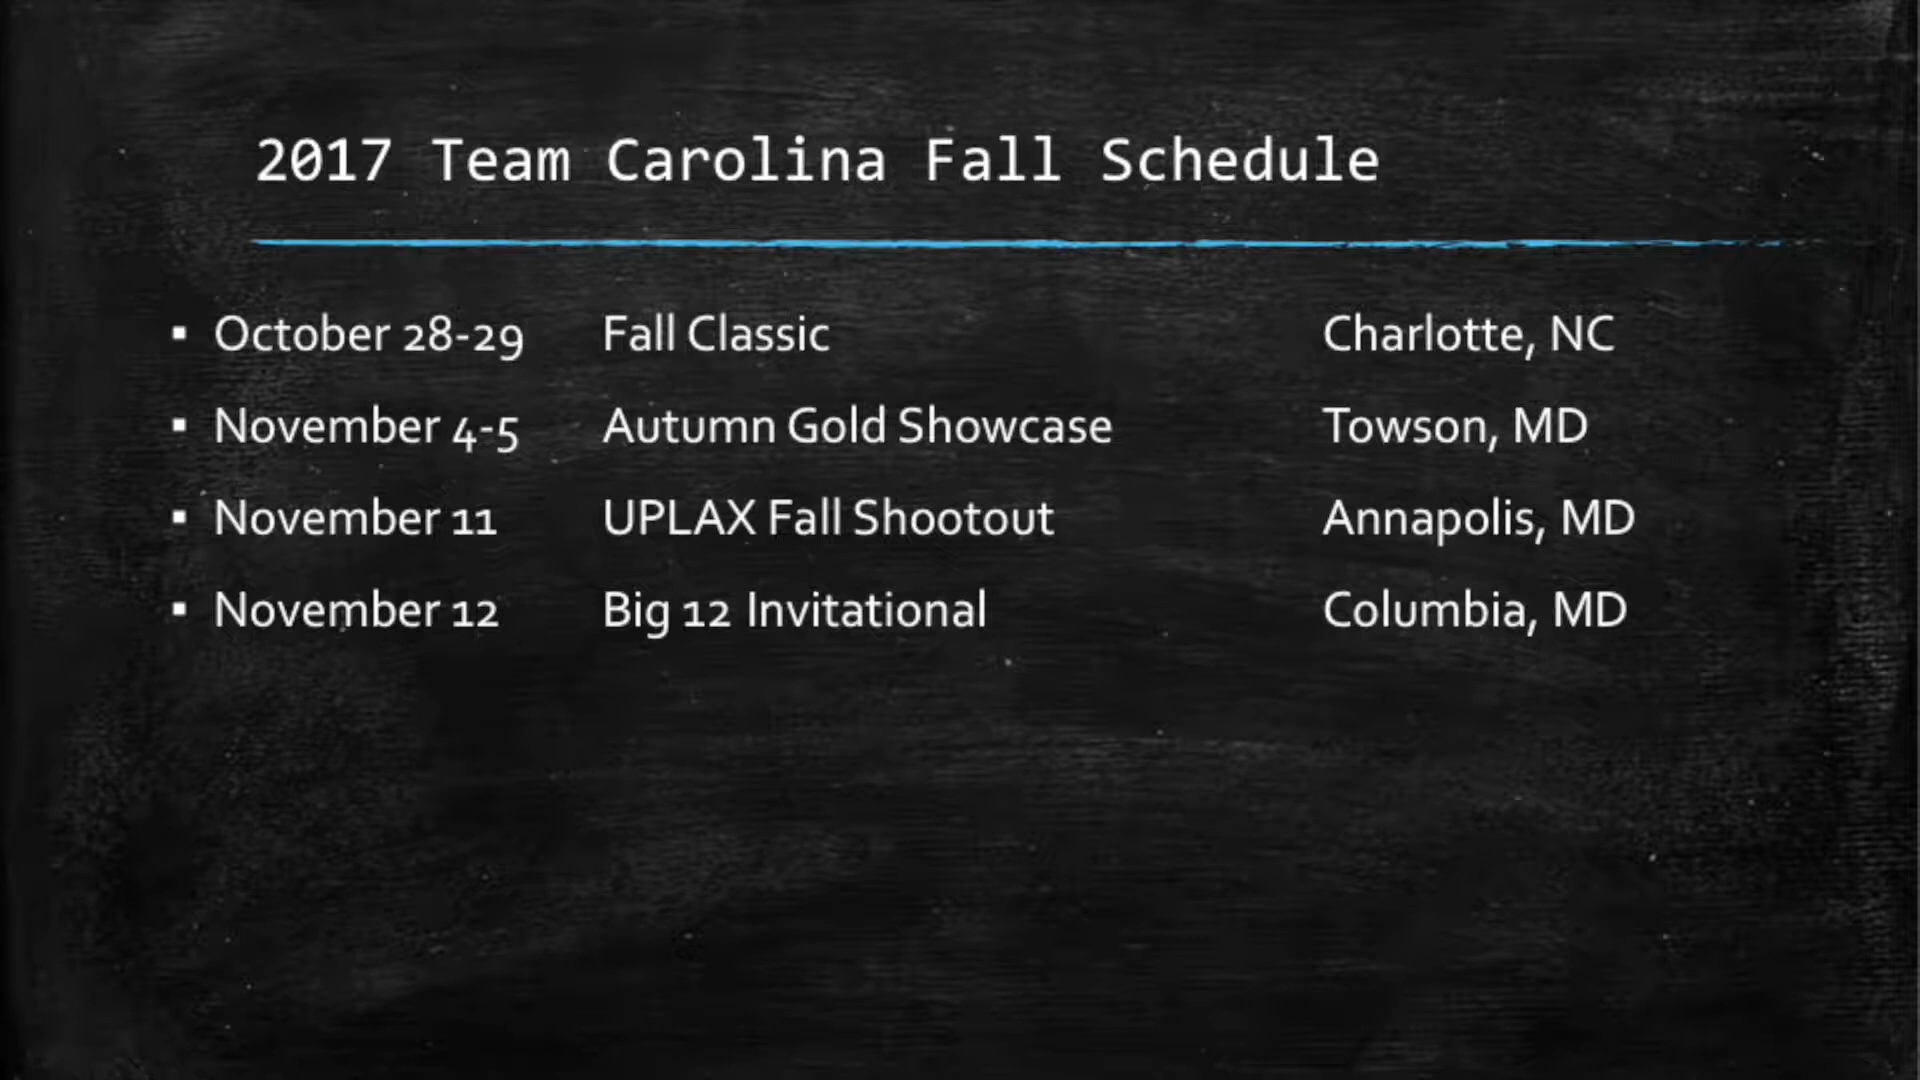 2017 Team Carolina Fall Schedule
▪ October 28-29 Fall Classic Charlotte, NC
▪ November 4-5 Autumn Gold Showcase Towson, MD
▪ November 11 UPLAX Fall Shootout Annapolis, MD
▪ November 12 Big 12 Invitational Columbia, MD